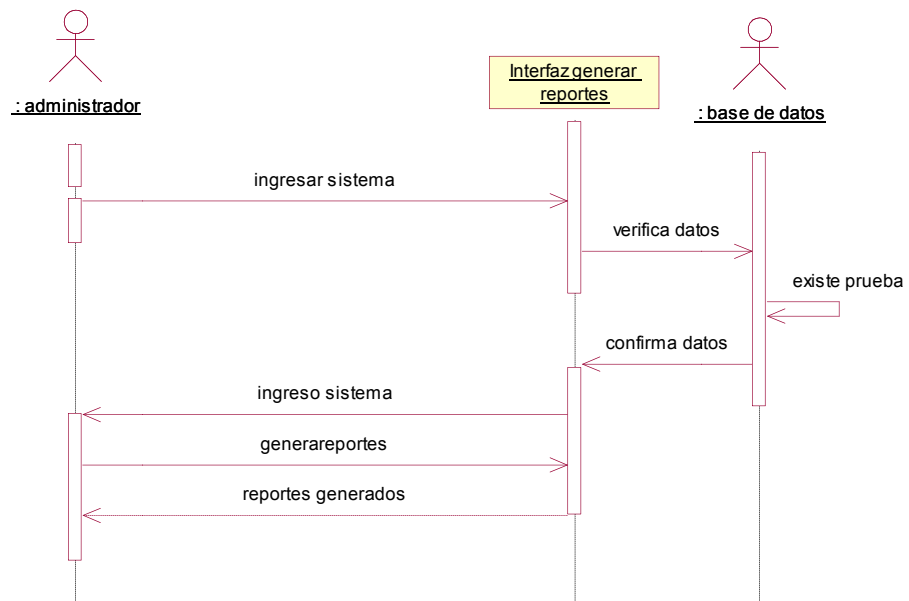 : administrador
Interfaz generar
reportes
: base de datos
ingresar sistema
verifica datos
existe prueba
confirma datos
ingreso sistema
generareportes
reportes generados